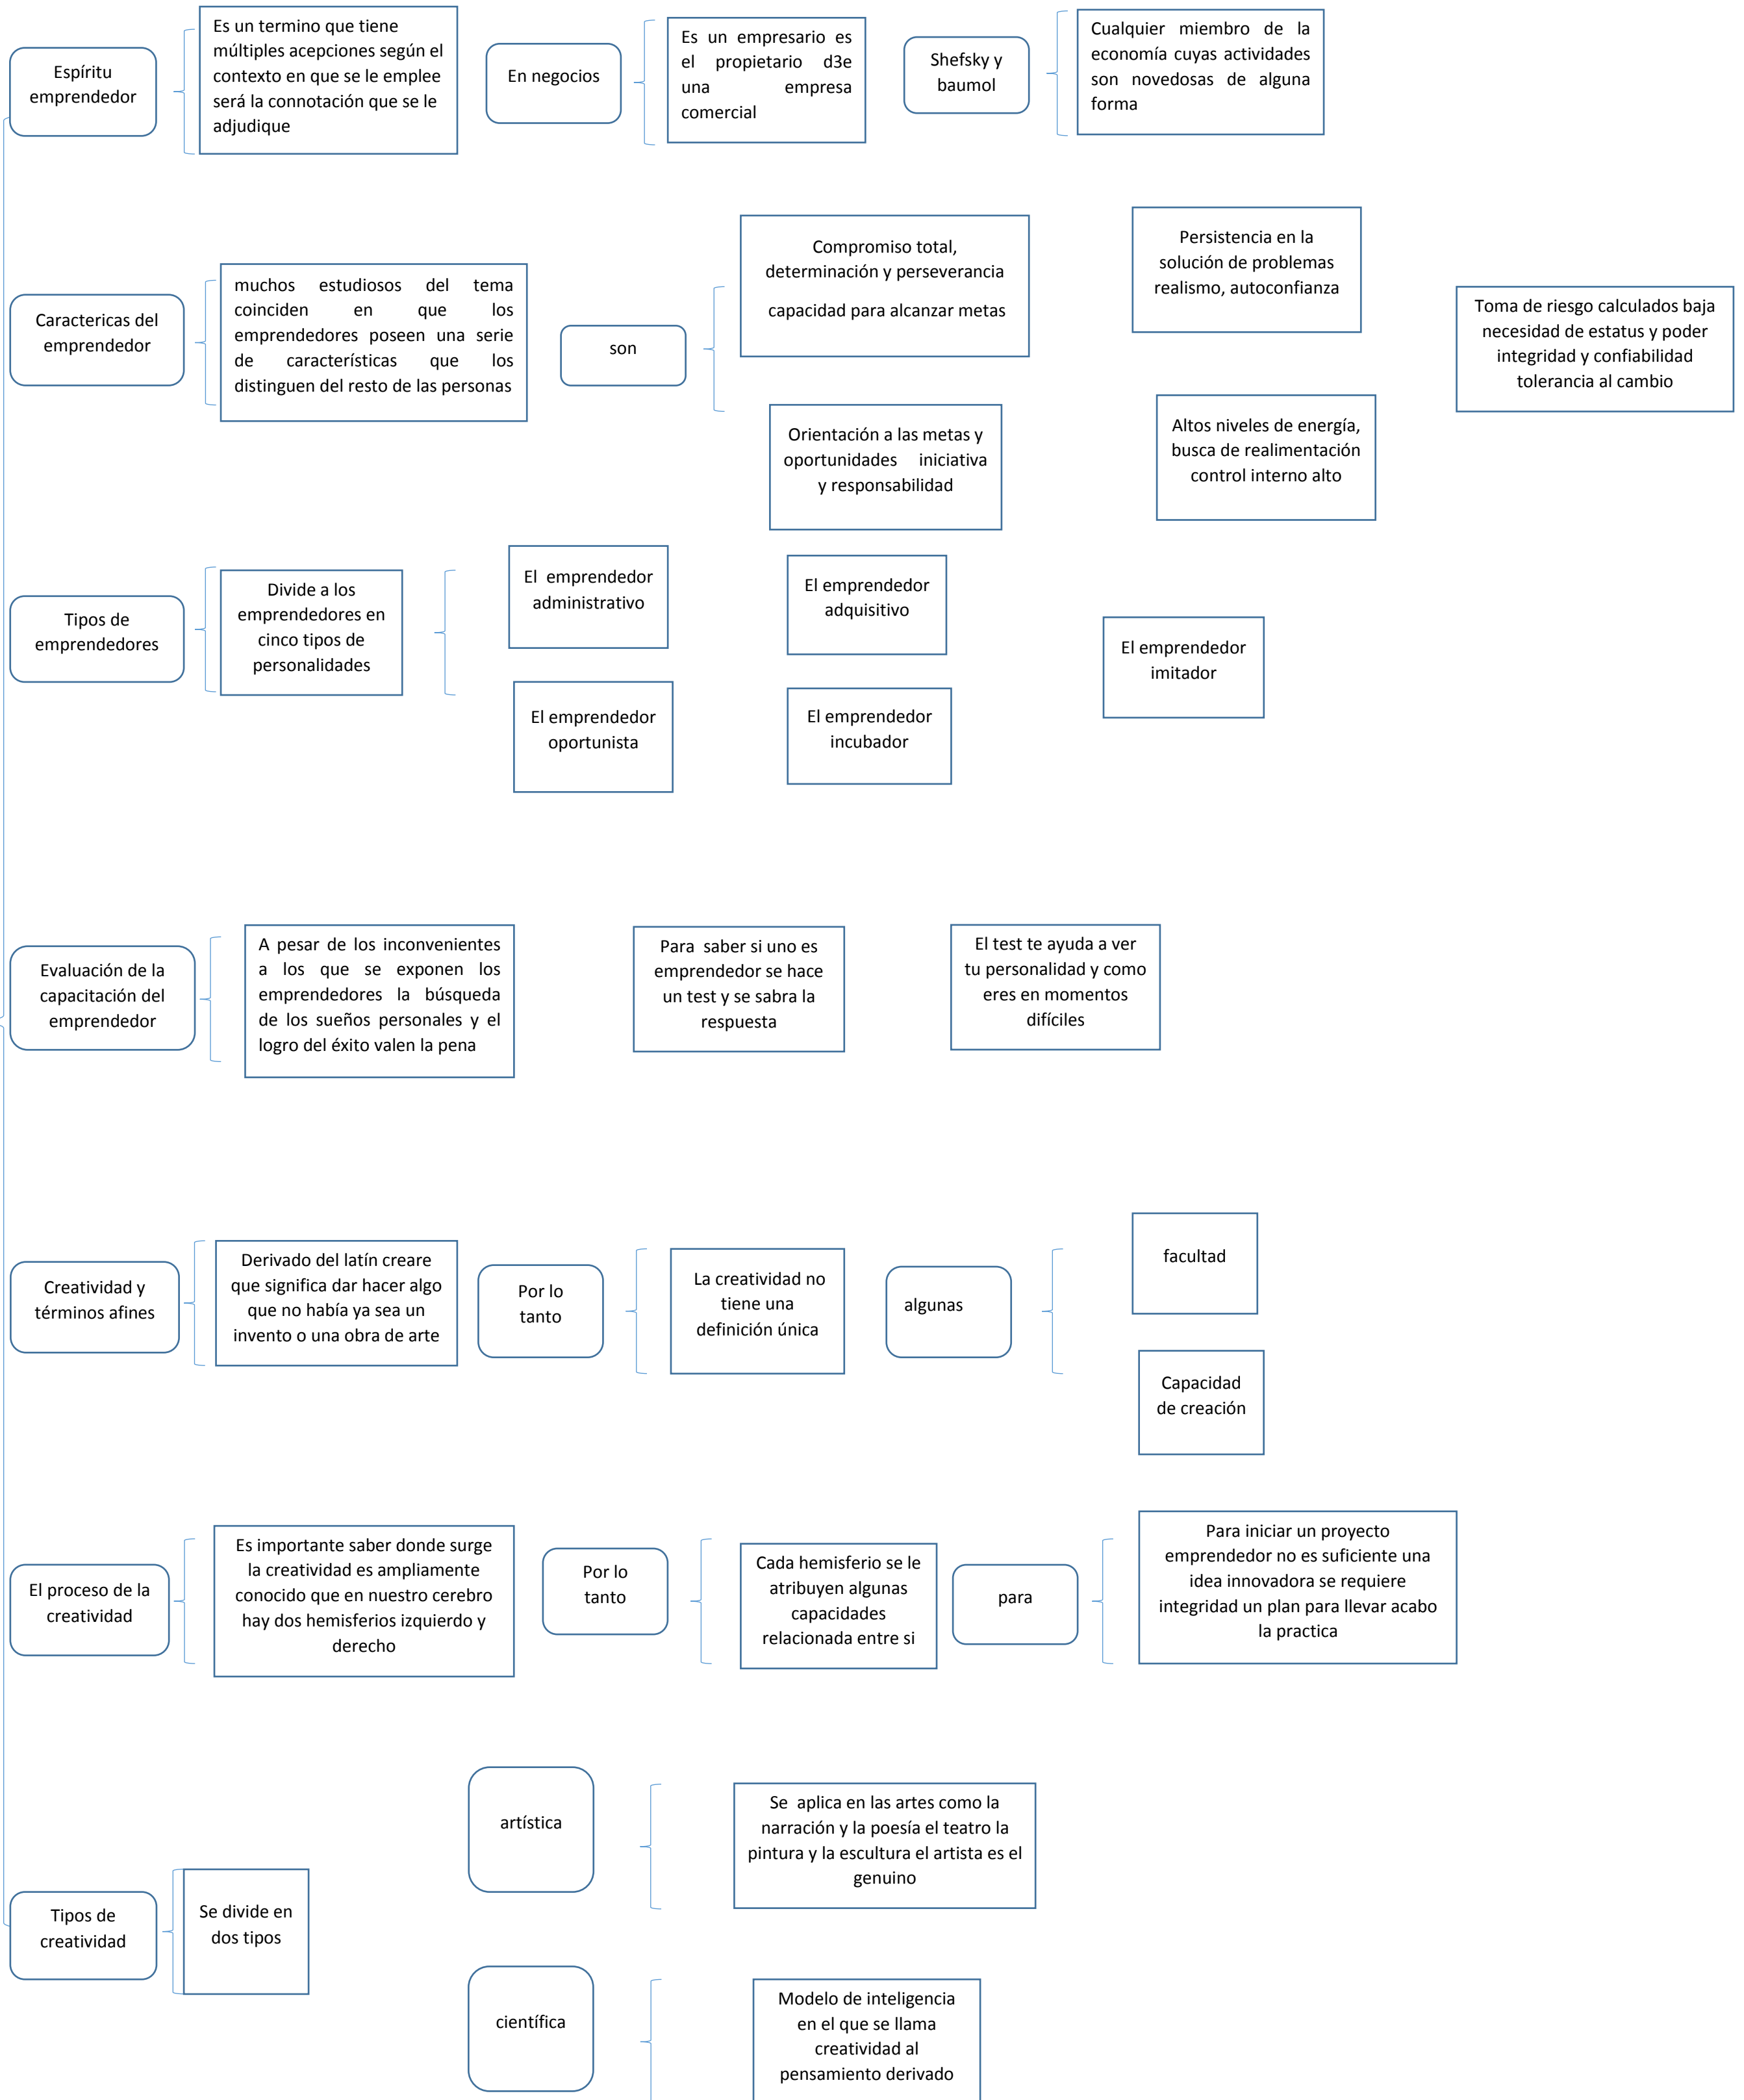 Espíritu
emprendedor
Es un termino que tiene
múltiples acepciones según el
contexto en que se le emplee
será la connotación que se le
adjudique
En negocios
Es un empresario es
el propietario d3e
una empresa
comercial
Shefsky y
baumol
Cualquier miembro de la
economía cuyas actividades
son novedosas de alguna
forma
Caractericas del
emprendedor
muchos estudiosos del tema
coinciden en que los
emprendedores poseen una serie
de características que los
distinguen del resto de las personas
son
Compromiso total,
determinación y perseverancia
capacidad para alcanzar metas
Persistencia en la
solución de problemas
realismo, autoconfianza
Toma de riesgo calculados baja
necesidad de estatus y poder
integridad y confiabilidad
tolerancia al cambio
Orientación a las metas y
oportunidades iniciativa
y responsabilidad
Altos niveles de energía,
busca de realimentación
control interno alto
Tipos de
emprendedores
Divide a los
emprendedores en
cinco tipos de
personalidades
El emprendedor
administrativo
El emprendedor
adquisitivo
El emprendedor
imitador
El emprendedor
oportunista
El emprendedor
incubador
Evaluación de la
capacitación del
emprendedor
A pesar de los inconvenientes
a los que se exponen los
emprendedores la búsqueda
de los sueños personales y el
logro del éxito valen la pena
Para saber si uno es
emprendedor se hace
un test y se sabra la
respuesta
El test te ayuda a ver
tu personalidad y como
eres en momentos
difíciles
Creatividad y
términos afines
Derivado del latín creare
que significa dar hacer algo
que no había ya sea un
invento o una obra de arte
Por lo
tanto
La creatividad no
tiene una
definición única
algunas
facultad
Capacidad
de creación
El proceso de la
creatividad
Es importante saber donde surge
la creatividad es ampliamente
conocido que en nuestro cerebro
hay dos hemisferios izquierdo y
derecho
Por lo
tanto
Cada hemisferio se le
atribuyen algunas
capacidades
relacionada entre si
para
Para iniciar un proyecto
emprendedor no es suficiente una
idea innovadora se requiere
integridad un plan para llevar acabo
la practica
Tipos de
creatividad
Se divide en
dos tipos
artística
Se aplica en las artes como la
narración y la poesía el teatro la
pintura y la escultura el artista es el
genuino
científica
Modelo de inteligencia
en el que se llama
creatividad al
pensamiento derivado